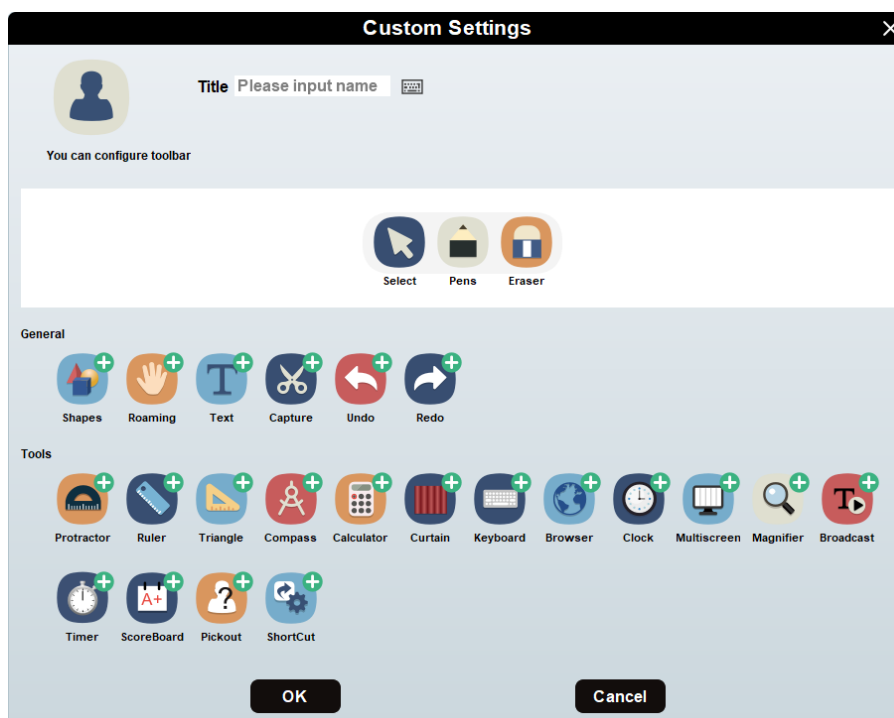 Custom Settings
Title Please input name
You can configure toolbar
Select Pens Eraser
General
Shapes Roaming Text Capture Undo Redo
Tools
Protractor Ruler Triangle Compass Calculator Curtain Keyboard Browser Clock Multiscreen Magnifier Broadcast
A+ ?
Timer ScoreBoard Pickout ShortCut
OK Cancel